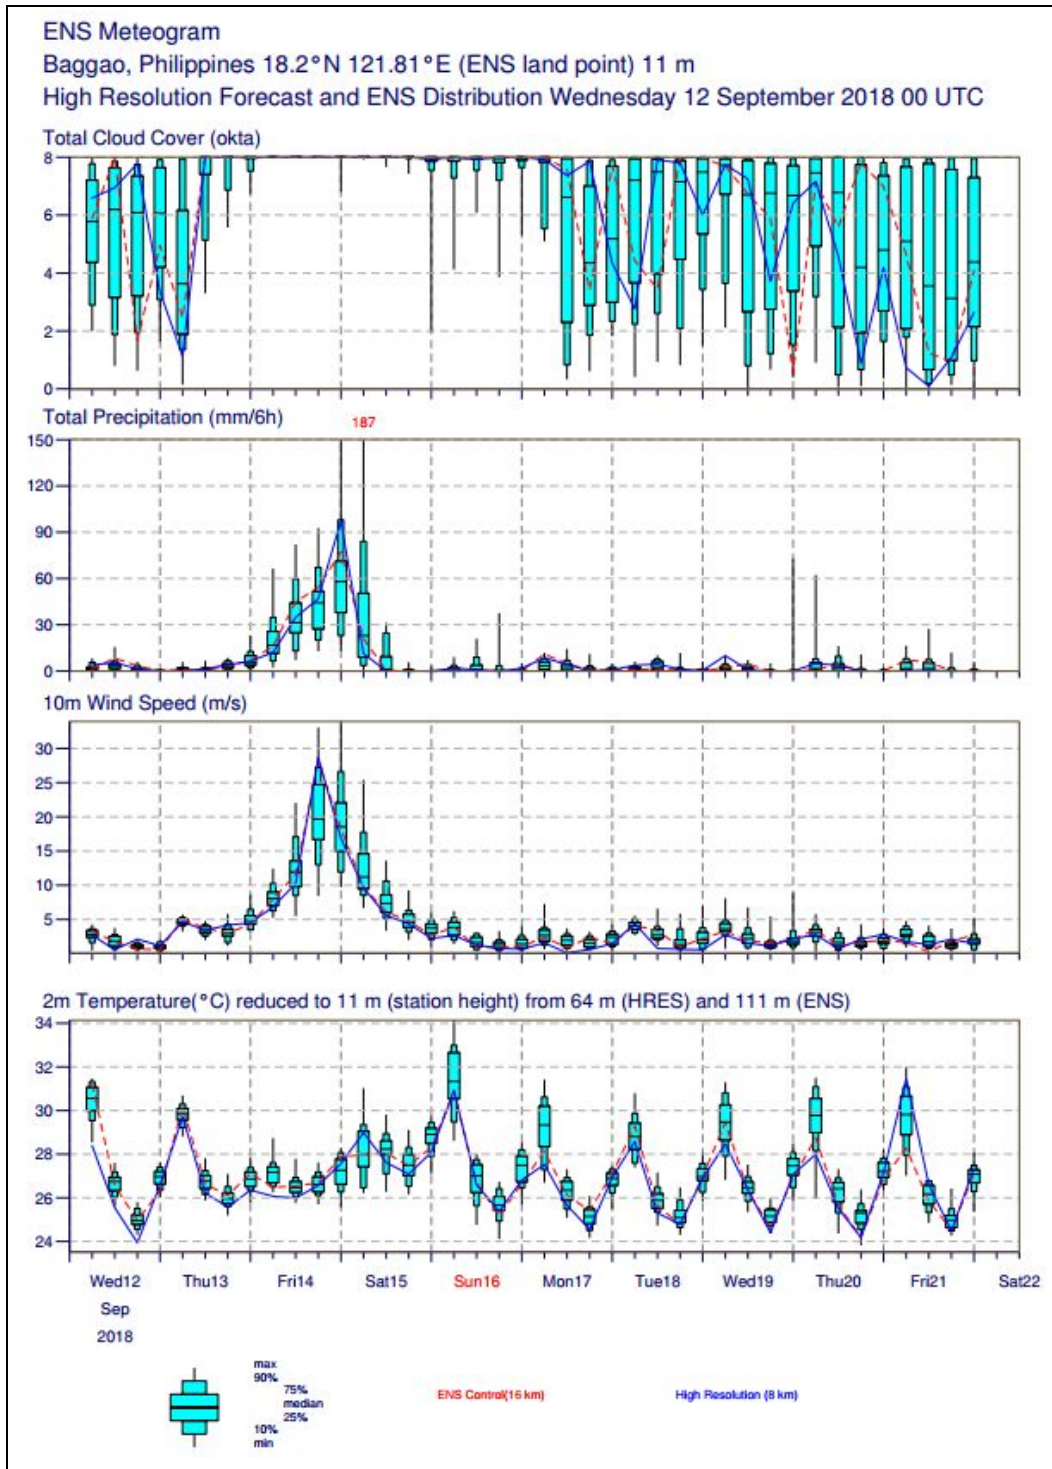 ENS Meteogram
Baggao, Philippines 18.2°N 121.81°E (ENS land point) 11 m
High Resolution Forecast and ENS Distribution Wednesday 12 September 2018 00 UTC
Total Cloud Cover (okta)
8
6
4
2
0
Total Precipitation (mm/6h)
187
150
120
90
60
30
0
10m Wind Speed (m/s)
30
25
20
15
10
5
2m Temperature(°C) reduced to 11 m (station height) from 64 m (HRES) and 111 m (ENS)
34
32
30
28
26
24
Wed12 Thu13 Fri14 Sat15 Sun16 Mon17 Tue18 Wed19 Thu20 Fri21 Sat22
Sep
2018
max
90%
75%
median
25%
10%
min
ENS Control(16 km)
High Resolution (8 km)